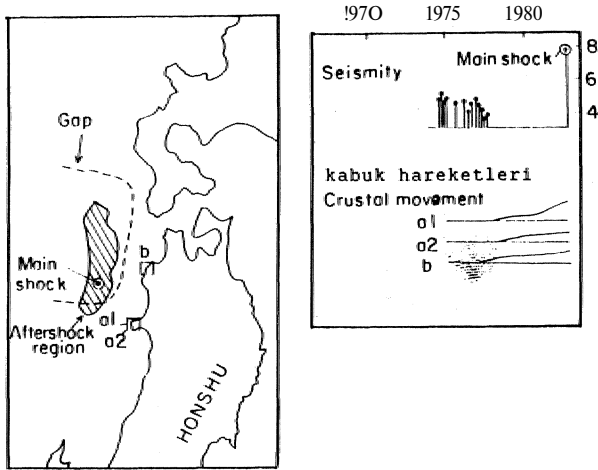 Gap
b
Main
shock
a1
a2
Aftershock
region
HONSHU
!97O 1975 1980
Seismity
Main shock
8
6
4
kabuk hareketleri
Crustal movement
a1
a2
b